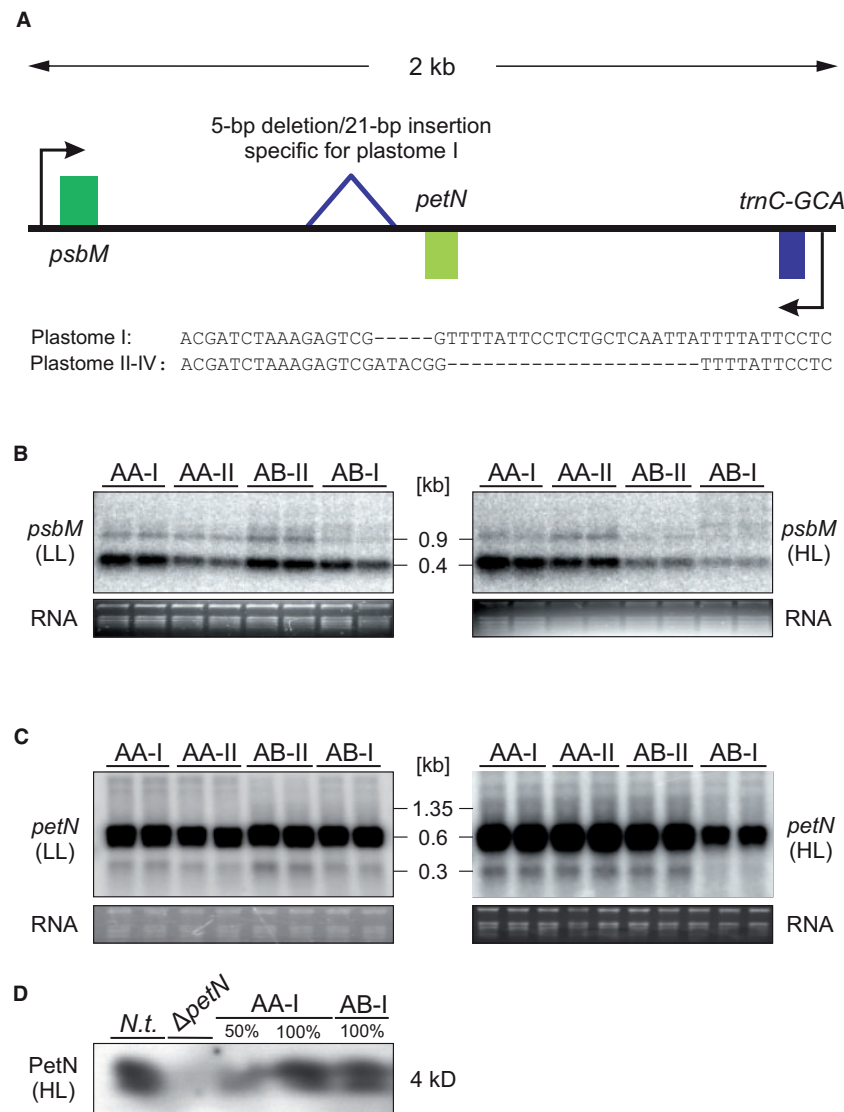 A
2 kb
5-bp deletion/21-bp insertion
specific for plastome I
petN
trnC-GCA
psbM
Plastome I: ACGATCTAAAGAGTCG-----GTTTTATTCCTCTGCTCAATTATTTTATTCCTC
Plastome II-IV: ACGATCTAAAGAGTCGATACGG---------------------TTTTATTCCTC
B
AA-I AA-II AB-II AB-I [kb] AA-I AA-II AB-II AB-I
psbM
(LL)
0.9
0.4
psbM
(HL)
RNA RNA
C
AA-I AA-II AB-II AB-I [kb] AA-I AA-II AB-II AB-I
petN
(LL)
1.35
0.6
0.3
petN
(HL)
RNA RNA
D
N.t. ΔpetN AA-I AB-I
50% 100% 100%
PetN
(HL)
4 kD